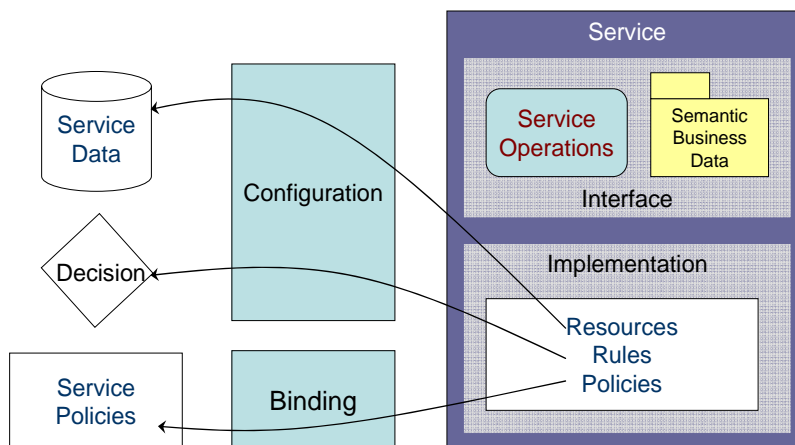 Service
Service
Data
Configuration
Service
Operations
Semantic
Business
Data
Interface
Decision
Implementation
Resources
Rules
Policies
Service
Policies
Binding